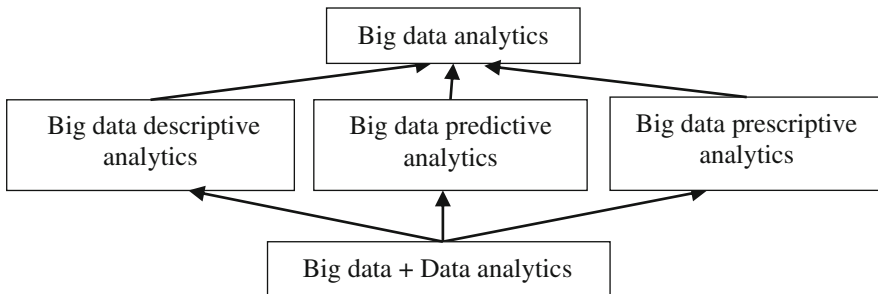 Big data analytics
Big data descriptive
analytics
Big data predictive
analytics
Big data prescriptive
analytics
Big data + Data analytics